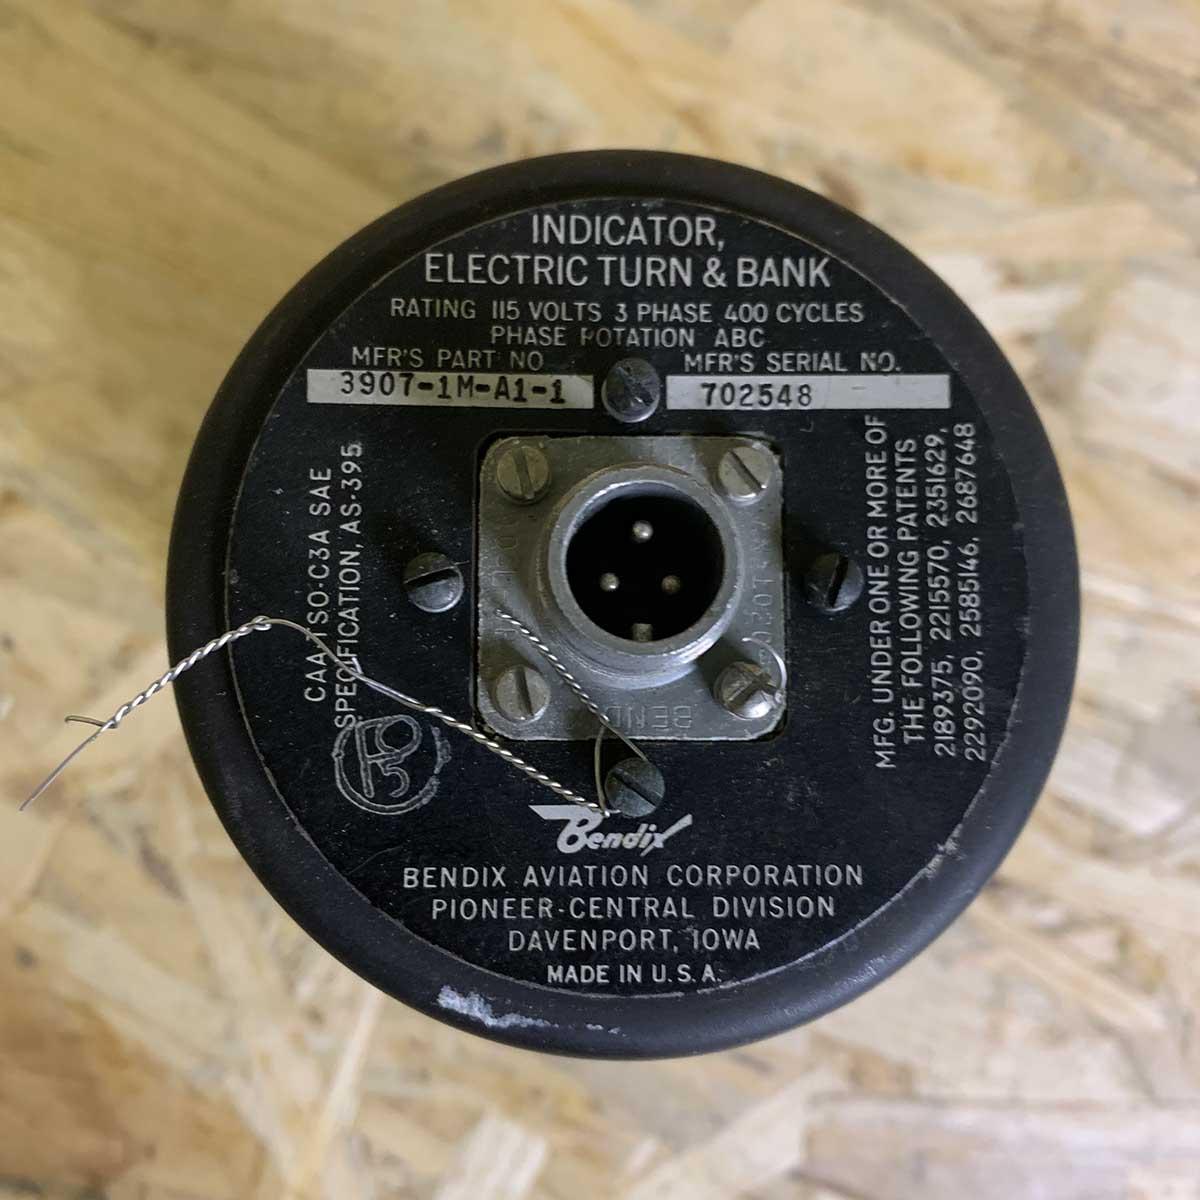 INDICATOR,
ELECTRIC TURN & BANK
RATING 115 VOLTS 3 PHASE 400 CYCLES
PHASE ROTATION ABC
MFR'S PART NO
MFR'S SERIAL NO.
3907-1M-A1-1
702548
CAA TSO-C3A SAE
SPECIFICATION AS-395
MFG. UNDER ONE OR MORE OF
THE FOLLOWING PATENTS
2189375, 2215570, 2351629,
2292090, 2585146, 2687648
BEND
Bendix
BENDIX AVIATION CORPORATION
PIONEER-CENTRAL DIVISION
DAVENPORT, IOWA
MADE IN U.S.A.